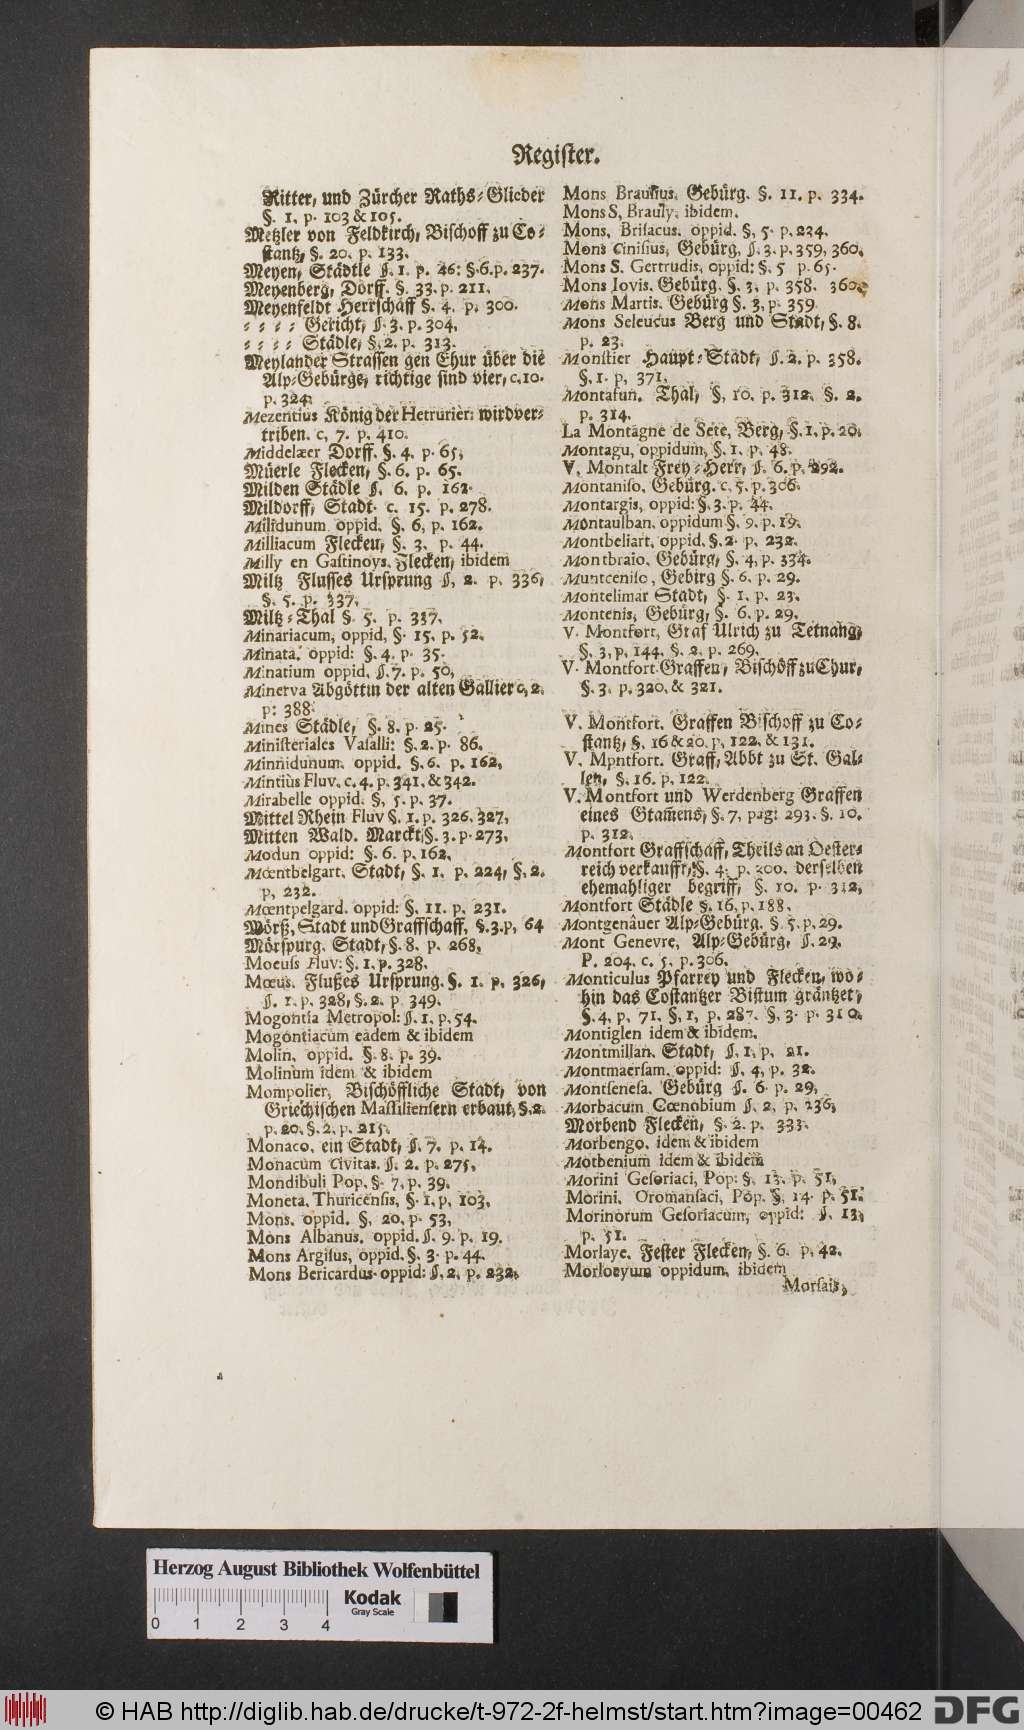 Register.
Ritter, und Zürcher Raths-Glieder
§. 1. p. 103 & 105.
Metzler von Feldkirch, Bischoff zu Co-
stantz, §. 20. p. 133.
Meyen, Städtle §. 1. p. 46: §. 6. p. 237.
Meyenberg, Dorff. §. 33. p. 211.
Meyenfeldt Herrschaff §. 4. p. 300.
- - - - Gericht, §. 3. p. 304.
- - - - Städle, §. 2. p. 313.
Meylander Strassen gen Chur über die
Alp-Gebürge, richtige sind vier, c. 10.
p. 324.
Mezentius König der Hetrurier: wird ver-
triben. c. 7. p. 410.
Middelæer Dorff. §. 4. p. 65.
Müerle Flecken, §. 6. p. 65.
Milden Städle §. 6. p. 162.
Mildorff, Stadt. c. 15. p. 278.
Milidunum oppid. §. 6. p. 162.
Milliacum Flecken, §. 3. p. 44.
Milly en Gastinoys. Flecken, ibidem
Miltz Flusses Ursprung §. 2. p. 336,
§. 5. p. 337.
Miltz-Thal §. 5. p. 337.
Minariacum, oppid, §. 15. p. 52.
Minata. oppid: §. 4. p. 35.
Minatium oppid. §. 7. p. 50,
Minerva Abgöttin der alten Gallier c. 2.
p: 388.
Mines Städle, §. 8. p. 25.
Ministeriales Vasalli: §. 2. p. 86.
Minnidunum. oppid. §. 6. p. 162,
Mintiùs Fluv. c. 4. p. 341. & 342.
Mirabelle oppid. §, 5. p. 37.
Mittel Rhein Fluv §. 1. p. 326. 327,
Mitten Wald. Marckt, §. 3. p. 273,
Modun oppid: §. 6. p. 162,
Mœntbelgart. Stadt, §. 1. p. 224, §. 2.
p, 232.
Mœntpelgard. oppid: §. 11. p. 231.
Mörß, Stadt und Graffschaff, §. 3. p, 64
Mörspurg. Stadt, §. 8. p. 268,
Moeuss Fluv: §. 1. p. 328.
Mœus. Flußes Ursprung. §. 1. p. 326,
§. 1. p. 328, §. 2. p. 349.
Mogontia Metropol: §. 1. p. 54.
Mogontiacum eadem & ibidem
Molin, oppid. §. 8. p. 39.
Molinum idem & ibidem
Mompolier, Bischöffliche Stadt, von
Griechischen Massiliensern erbaut, §. 2.
p. 20. §. 2. p. 215.
Monaco. ein Stadt, §. 7. p. 14.
Monacum civitas. §. 2. p. 275,
Mondibuli Pop. §. 7. p. 39.
Moneta. Thuricensis, §. 1, p, 103,
Mons. oppid. §, 20. p. 53,
Mons Albanus, oppid. §. 9. p. 19.
Mons Argisus, oppid. §. 3. p. 44.
Mons Bericardus. oppid: §. 2. p. 232,
Mons Braulius. Gebürg. §. 11. p. 334.
Mons S. Brauly. ibidem.
Mons. Brisacus. oppid. §, 5. p. 234.
Mons Cinisius, Gebürg, §. 3. p. 359, 360,
Mons S. Gertrudis, oppid: §. 5 p. 65.
Mons Iovis. Gebürg. §. 3. p. 358. 360.
Mons Martis. Gebürg §. 3, p. 359
Mons Seleucus Berg und Stadt, §. 8.
p. 23.
Monstier Haupt-Städt, §. 2. p. 358.
§. 1. p. 371.
Montafun. Thal, §, 10. p. 312. §. 2.
p. 314.
La Montagne de Sete, Berg, §. 1. p. 20.
Montagu, oppidum, §. 1. p. 48.
V. Montalt Frey-Herr, §. 6. p. 292.
Montaniso. Gebürg. c. 5. p. 306.
Montargis, oppid: §. 3. p. 44.
Montaulban. oppidum §. 9. p. 19.
Montbeliart, oppid. §. 2. p. 232.
Montbraio. Gebürg, §. 4, p. 334.
Muntceniso, Gebirg §. 6. p. 29.
Montelimar Stadt, §. 1. p. 23.
Montenis, Gebürg, §. 6. p. 29.
V. Montfort, Graf Ulrich zu Tetnang,
§. 3. p. 144. §. 2. p. 269.
V. Montfort. Graffen, Bischöff zu Chur,
§. 3. p. 320. & 321.
V. Montfort. Graffen Bischoff zu Co-
stantz, §. 16 & 20. p. 122. & 131.
V. Mpntfort. Graff, Abbt zu St. Gal-
len, §. 16. p. 122.
V. Montfort und Werdenberg Graffen
eines Stamens, §. 7, pag: 293. §. 10.
p. 312.
Montfort Graffschaff, Theils an Oester-
reich verkaufft, §. 4. p. 200. derselben
ehemahliger begriff, §. 10. p. 312,
Montfort Städle §. 16, p. 188.
Montgenâuer Alp-Gebürg. §. 5. p. 29.
Mont Genevre, Alp-Gebürg, §. 29.
P. 204. c. 5. p. 306.
Monticulus Pfarrey und Flecken, wo-
hin das Costantzer Bistum gräntzet,
§. 4. p. 71. §. 1, p. 287. §. 3. p. 310.
Montiglen idem & ibidem.
Montmillan. Stadt, §. 1. p. 21.
Montmaersam. oppid: §. 4, p. 32.
Montsenesa. Gebürg §. 6. p. 29,
Morbacum Cœnobium §. 2, p. 236,
Morbend Flecken, §. 2. p. 333.
Morbengo. idem & ibidem
Mothenium idem & ibidem
Morini Gesoriaci, Pop: §. 13. p. 51,
Morini. Oromansaci, Pop. §, 14. p. 51.
Morinorum Gesoriacum, oppid: §. 13,
p. 51.
Morlaye. Fester Flecken, §. 6. p. 42.
Morloeyum oppidum, ibidem
Morsais,
Herzog August Bibliothek Wolfenbüttel
Kodak
Gray Scale
0 1 2 3 4
© HAB http://diglib.hab.de/drucke/t-972-2f-helmst/start.htm?image=00462
DFG